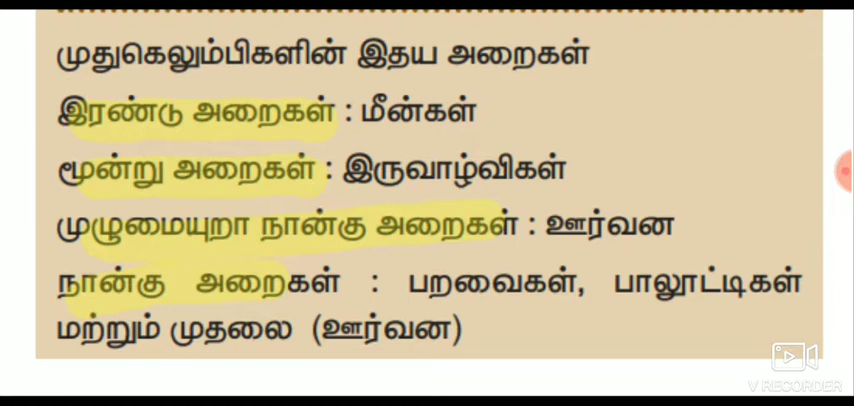 முதுகெலும்பிகளின் இதய அறைகள்
இரண்டு அறைகள் : மீன்கள்
மூன்று அறைகள் : இருவாழ்விகள்
முழுமையுறா நான்கு அறைகள் : ஊர்வன
நான்கு அறைகள் : பறவைகள், பாலூட்டிகள்
மற்றும் முதலை (ஊர்வன)
V RECORDER